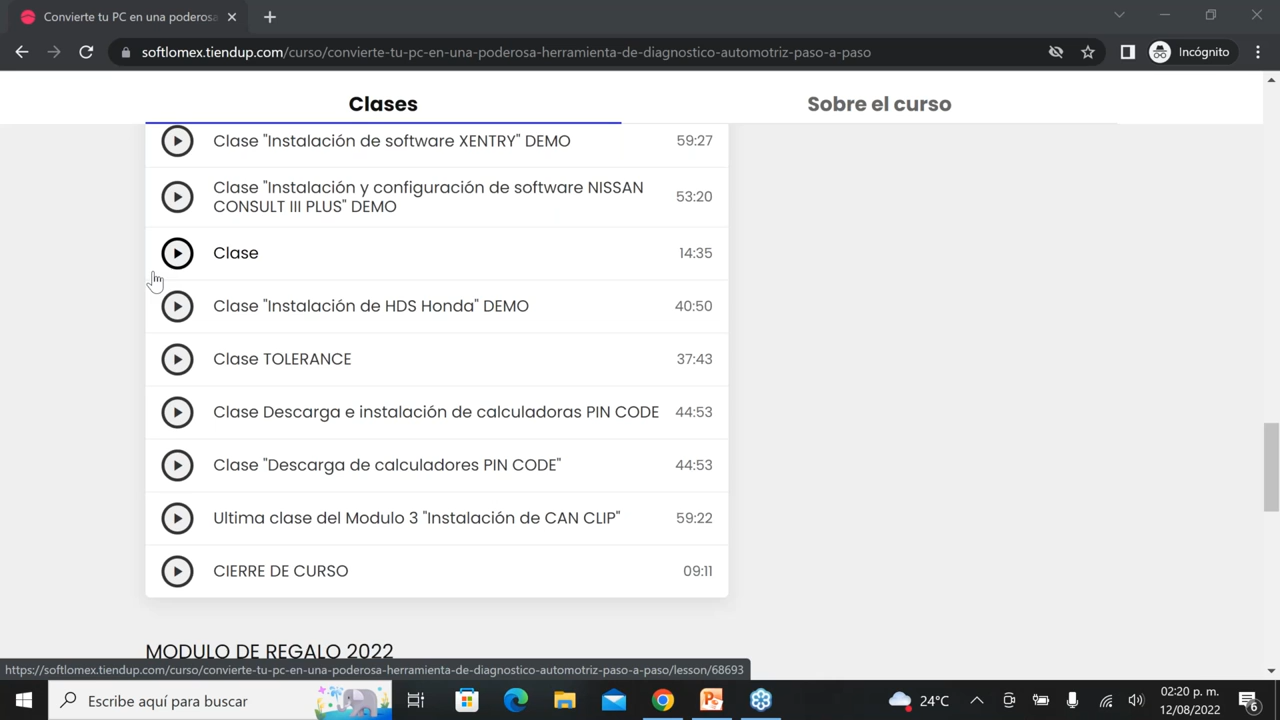 Convierte tu PC en una poderosa
softlomex.tiendup.com/curso/convierte-tu-pc-en-una-poderosa-herramienta-de-diagnostico-automotriz-paso-a-paso
Incógnito
Clases
Sobre el curso
Clase "Instalación de software XENTRY" DEMO 59:27
Clase "Instalación y configuración de software NISSAN
CONSULT III PLUS" DEMO 53:20
Clase 14:35
Clase "Instalación de HDS Honda" DEMO 40:50
Clase TOLERANCE 37:43
Clase Descarga e instalación de calculadoras PIN CODE 44:53
Clase "Descarga de calculadores PIN CODE" 44:53
Ultima clase del Modulo 3 "Instalación de CAN CLIP" 59:22
CIERRE DE CURSO 09:11
MODULO DE REGALO 2022
https://softlomex.tiendup.com/curso/convierte-tu-pc-en-una-poderosa-herramienta-de-diagnostico-automotriz-paso-a-paso/lesson/68693
Escribe aquí para buscar
24°C
02:20 p. m.
12/08/2022
6